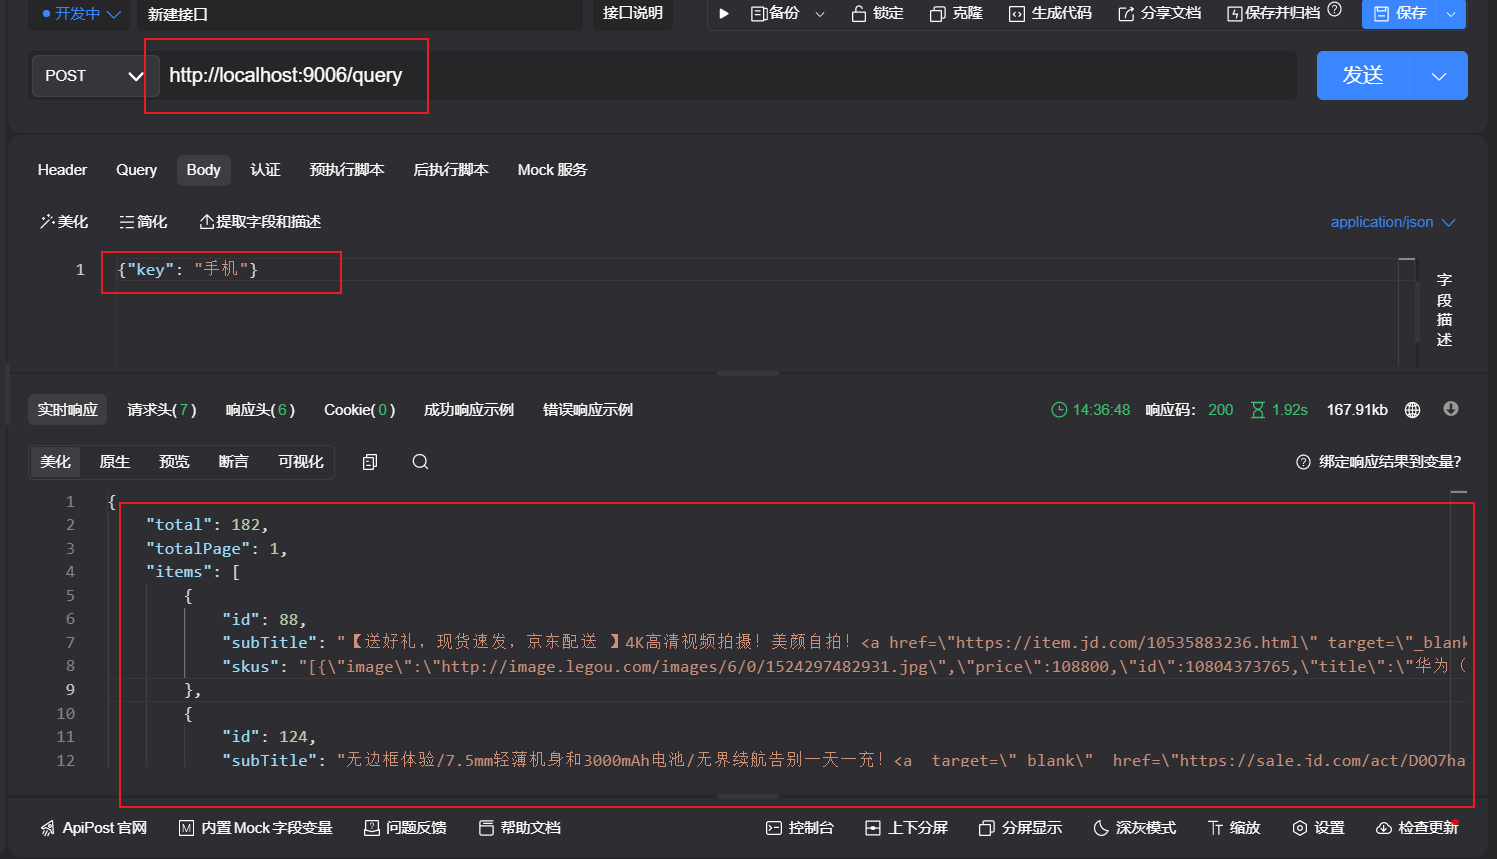 开发中 新建接口 接口说明 备份 锁定 克隆 生成代码 分享文档 保存并归档 保存
POST http://localhost:9006/query 发送
Header Query Body 认证 预执行脚本 后执行脚本 Mock 服务
美化 简化 提取字段和描述 application/json
1 {"key": "手机"}
字段描述
实时响应 请求头(7) 响应头(6) Cookie(0) 成功响应示例 错误响应示例 14:36:48 响应码: 200 1.92s 167.91kb
美化 原生 预览 断言 可视化 绑定响应结果到变量?
1 {
2 "total": 182,
3 "totalPage": 1,
4 "items": [
5 {
6 "id": 88,
7 "subTitle": "【送好礼，现货速发，京东配送 】4K高清视频拍摄！美颜自拍！<a href=\"https://item.jd.com/10535883236.html\" target=\"_blank
8 "skus": "[{\"image\":\"http://image.legou.com/images/6/0/1524297482931.jpg\",\"price\":108800,\"id\":10804373765,\"title\":\"华为（
9 },
10 {
11 "id": 124,
12 "subTitle": "无边框体验/7.5mm轻薄机身和3000mAh电池/无界续航告别一天一充！<a target=\"_blank\" href=\"https://sale.jd.com/act/D0Q7ha
ApiPost 官网 内置 Mock 字段变量 问题反馈 帮助文档 控制台 上下分屏 分屏显示 深灰模式 缩放 设置 检查更新